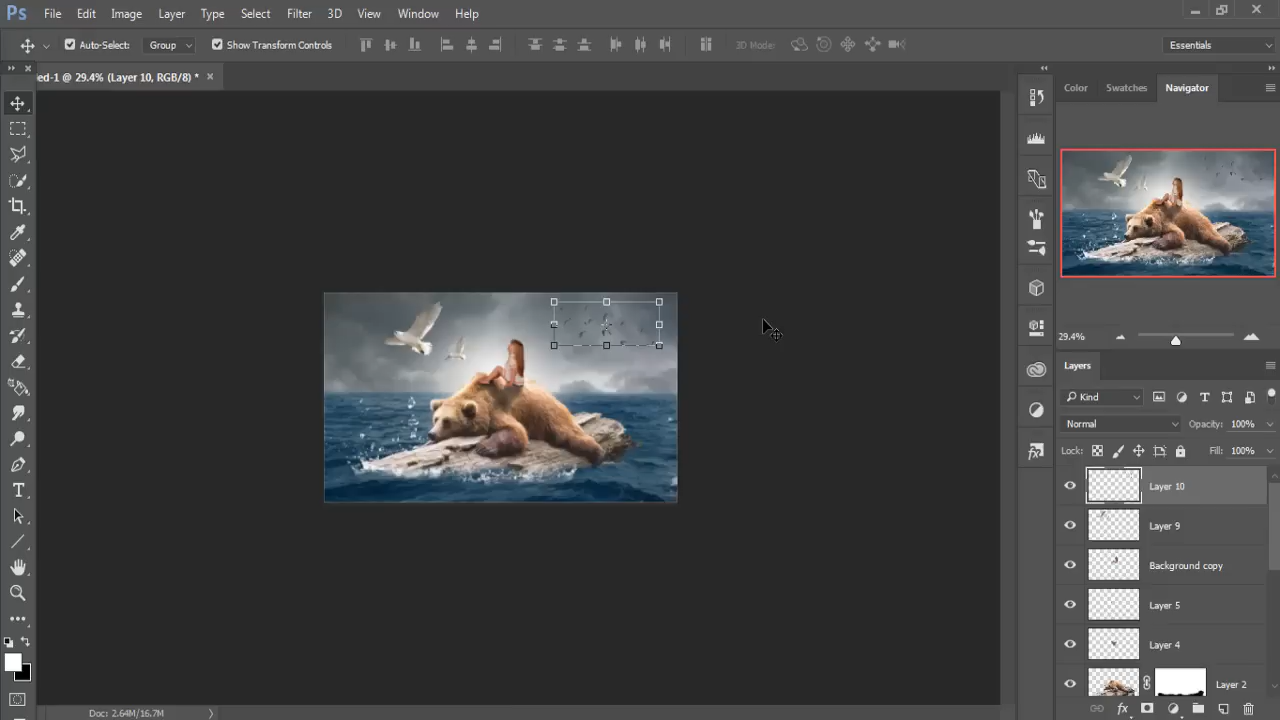 Ps File Edit Image Layer Type Select Filter 3D View Window Help
Auto-Select: Group Show Transform Controls 3D Mode: Essentials
ed-1 @ 29.4% (Layer 10, RGB/8) *
Color Swatches Navigator
29.4%
Layers
Kind
Normal Opacity: 100%
Lock: Fill: 100%
Layer 10
Layer 9
Background copy
Layer 5
Layer 4
Layer 2
Doc: 2.64M/16.7M